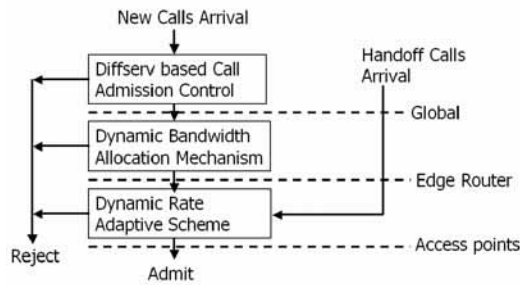 New Calls Arrival
Diffserv based Call
Admission Control
Handoff Calls
Arrival
Global
Dynamic Bandwidth
Allocation Mechanism
Edge Router
Dynamic Rate
Adaptive Scheme
Reject
Access points
Admit